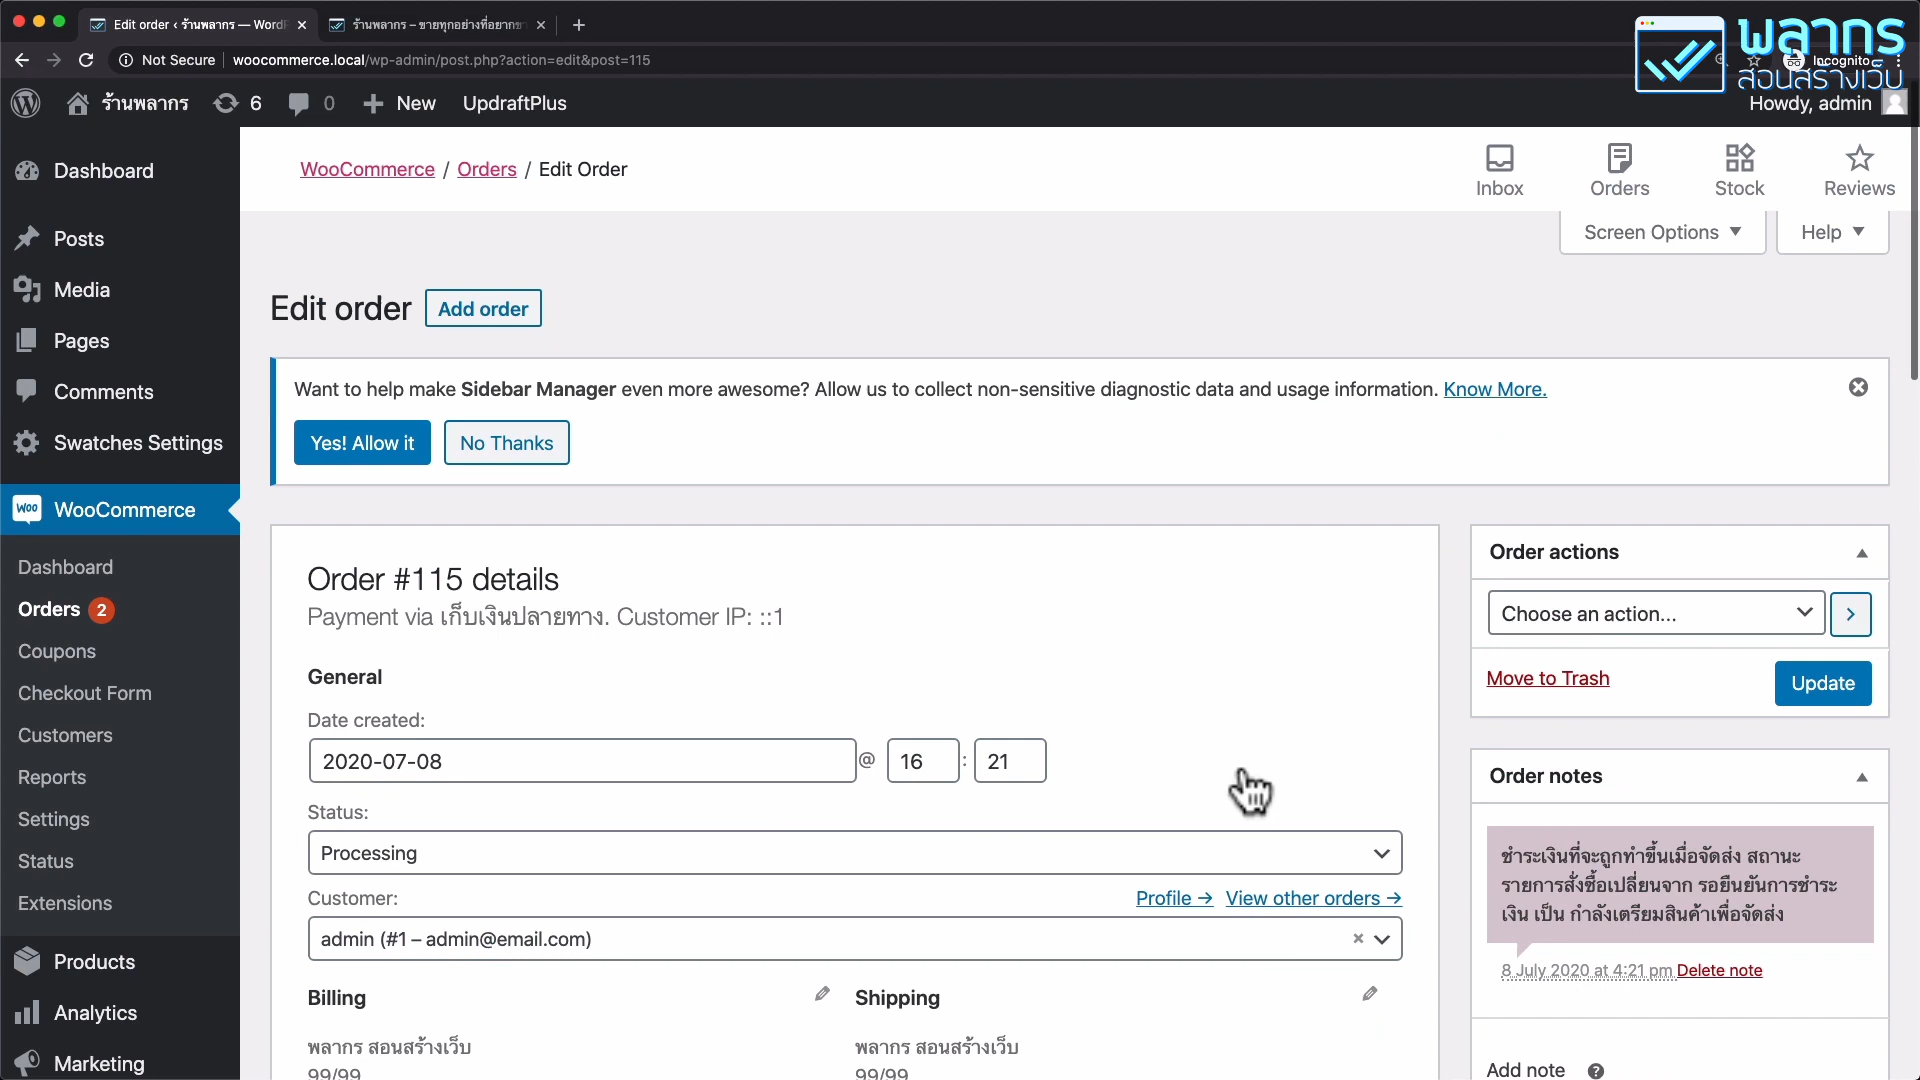 Edit order ‹ ร้านพลากร — WordP
ร้านพลากร – ขายทุกอย่างที่อยากขา
พลากร
สอนสร้างเว็บ
Not Secure
woocommerce.local/wp-admin/post.php?action=edit&post=115
Incognito
ร้านพลากร
6
0
New
UpdraftPlus
Howdy, admin
Dashboard
Posts
Media
Pages
Comments
Swatches Settings
WooCommerce
Dashboard
Orders 2
Coupons
Checkout Form
Customers
Reports
Settings
Status
Extensions
Products
Analytics
Marketing
WooCommerce / Orders / Edit Order
Inbox
Orders
Stock
Reviews
Screen Options
Help
Edit order
Add order
Want to help make Sidebar Manager even more awesome? Allow us to collect non-sensitive diagnostic data and usage information. Know More.
Yes! Allow it
No Thanks
Order #115 details
Payment via เก็บเงินปลายทาง. Customer IP: ::1
General
Date created:
2020-07-08 @ 16 : 21
Status:
Processing
Customer:
Profile → View other orders →
admin (#1 – admin@email.com) ×
Billing
พลากร สอนสร้างเว็บ
99/99
Shipping
พลากร สอนสร้างเว็บ
99/99
Order actions
Choose an action...
Move to Trash
Update
Order notes
ชำระเงินที่จะถูกทำขึ้นเมื่อจัดส่ง สถานะ
รายการสั่งซื้อเปลี่ยนจาก รอยืนยันการชำระ
เงิน เป็น กำลังเตรียมสินค้าเพื่อจัดส่ง
8 July 2020 at 4:21 pm Delete note
Add note ?